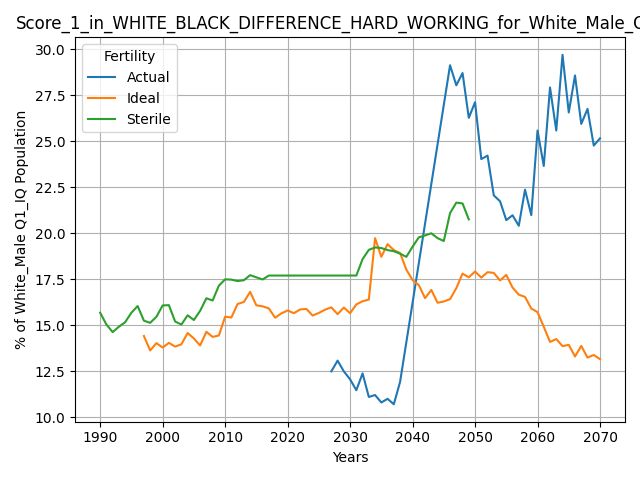 Score_1_in_WHITE_BLACK_DIFFERENCE_HARD_WORKING_for_White_Male_
Fertility
Actual
Ideal
Sterile
% of White_Male Q1_IQ Population
30.0
27.5
25.0
22.5
20.0
17.5
15.0
12.5
10.0
1990 2000 2010 2020 2030 2040 2050 2060 2070
Years